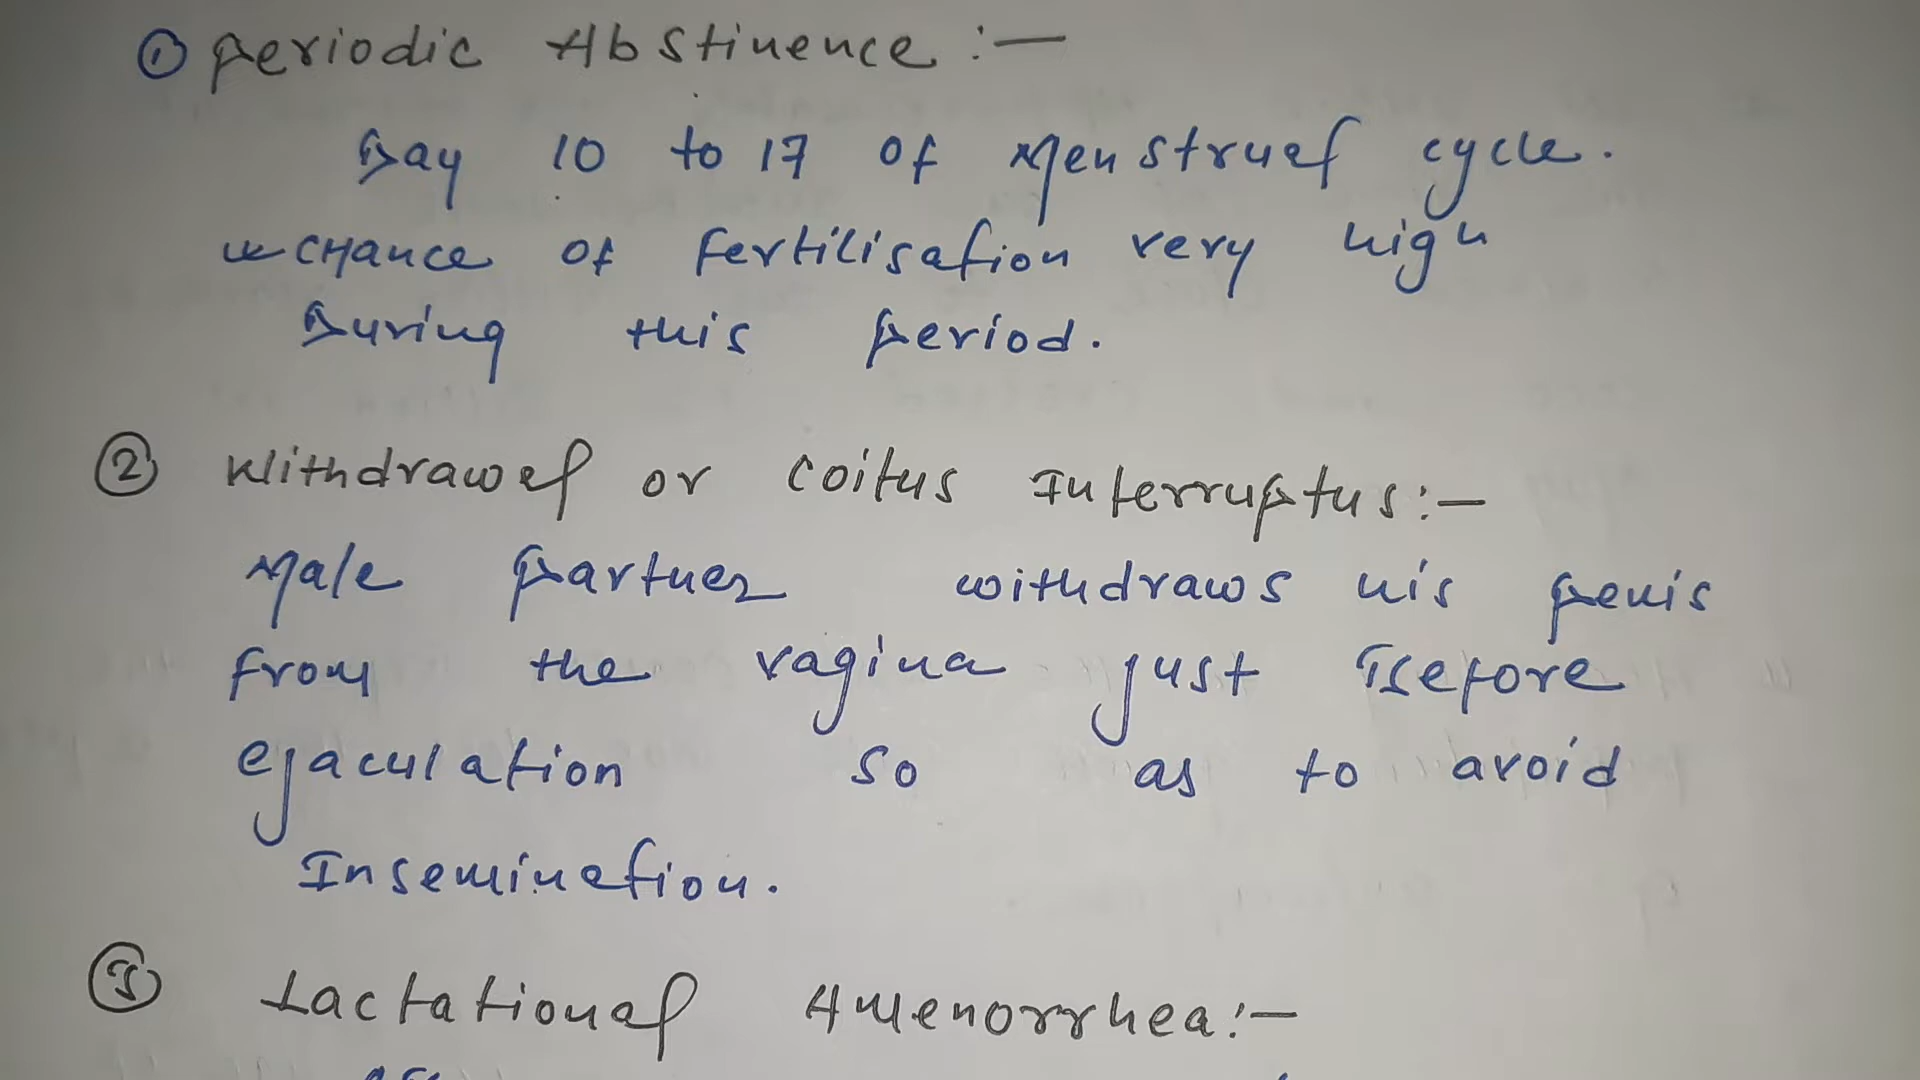 ① Periodic Abstinence :—
Day 10 to 17 of Menstrual cycle.
Chance of fertilisation very high
During this period.
② Withdrawal or Coitus Interruptus :—
Male partner withdraws his penis
from the vagina just Before
ejaculation so as to avoid
Insemination.
③ Lactational Amenorrhea :—